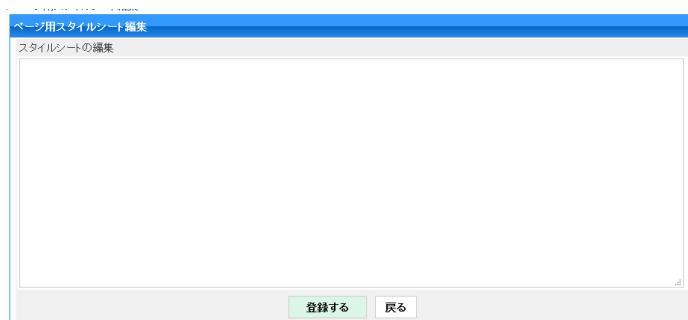 ページ用スタイルシート編集
スタイルシートの編集
登録する
戻る